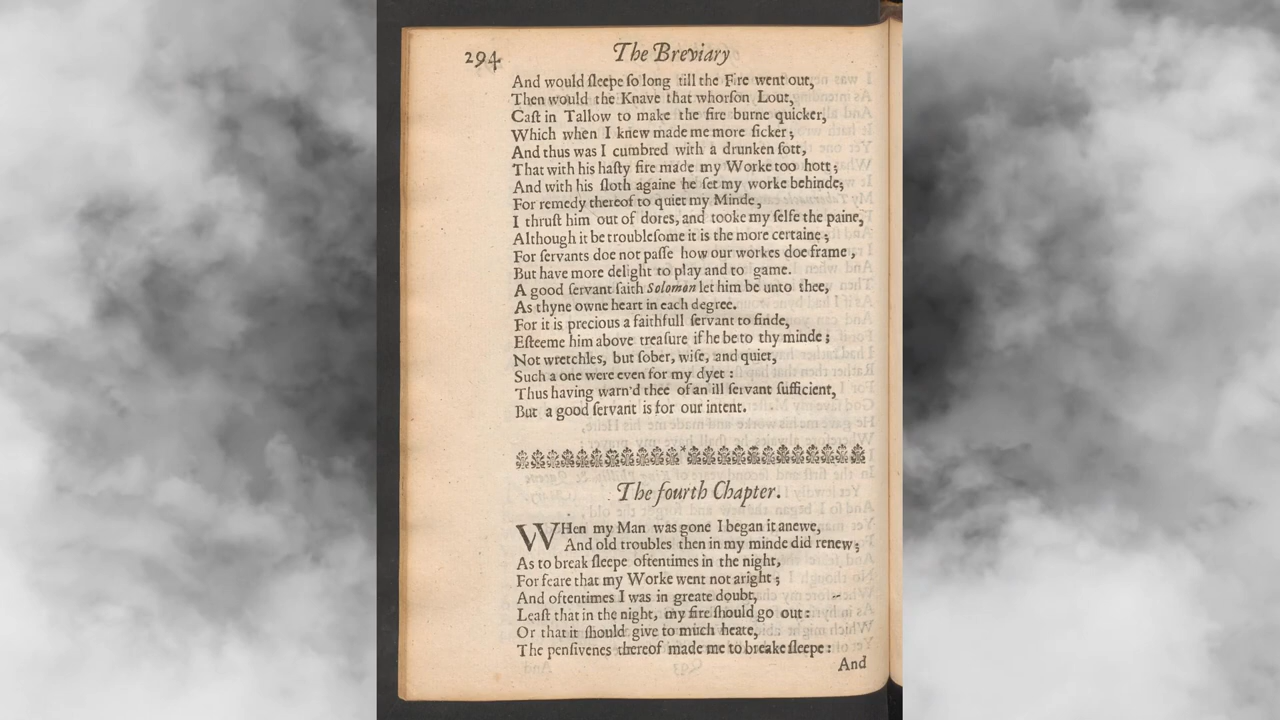 294
The Breviary
And would ſleepe ſo long till the Fire went out,
Then would the Knave that whorſon Lout,
Caſt in Tallow to make the fire burne quicker,
Which when I knew made me more ſicker;
And thus was I cumbred with a drunken ſott,
That with his haſty fire made my Worke too hott;
And with his ſloth againe he ſet my worke behinde;
For remedy thereof to quiet my Minde,
I thruſt him out of dores, and tooke my ſelfe the paine,
Although it be troubleſome it is the more certaine;
For ſervants doe not paſſe how our workes doe frame,
But have more delight to play and to game.
A good ſervant ſaith Solomon let him be unto thee,
As thyne owne heart in each degree.
For it is precious a faithfull ſervant to finde,
Eſteeme him above treaſure if he be to thy minde;
Not wretchles, but ſober, wiſe, and quiet,
Such a one were even for my dyet:
Thus having warn'd thee of an ill ſervant ſufficient,
But a good ſervant is for our intent.
The fourth Chapter.
WHen my Man was gone I began it anewe,
And old troubles then in my minde did renew;
As to break ſleepe oftentimes in the night,
For feare that my Worke went not aright;
And oftentimes I was in greate doubt,
Leaſt that in the night, my fire ſhould go out:
Or that it ſhould give to much heate,
The penſivenes thereof made me to breake ſleepe:
And